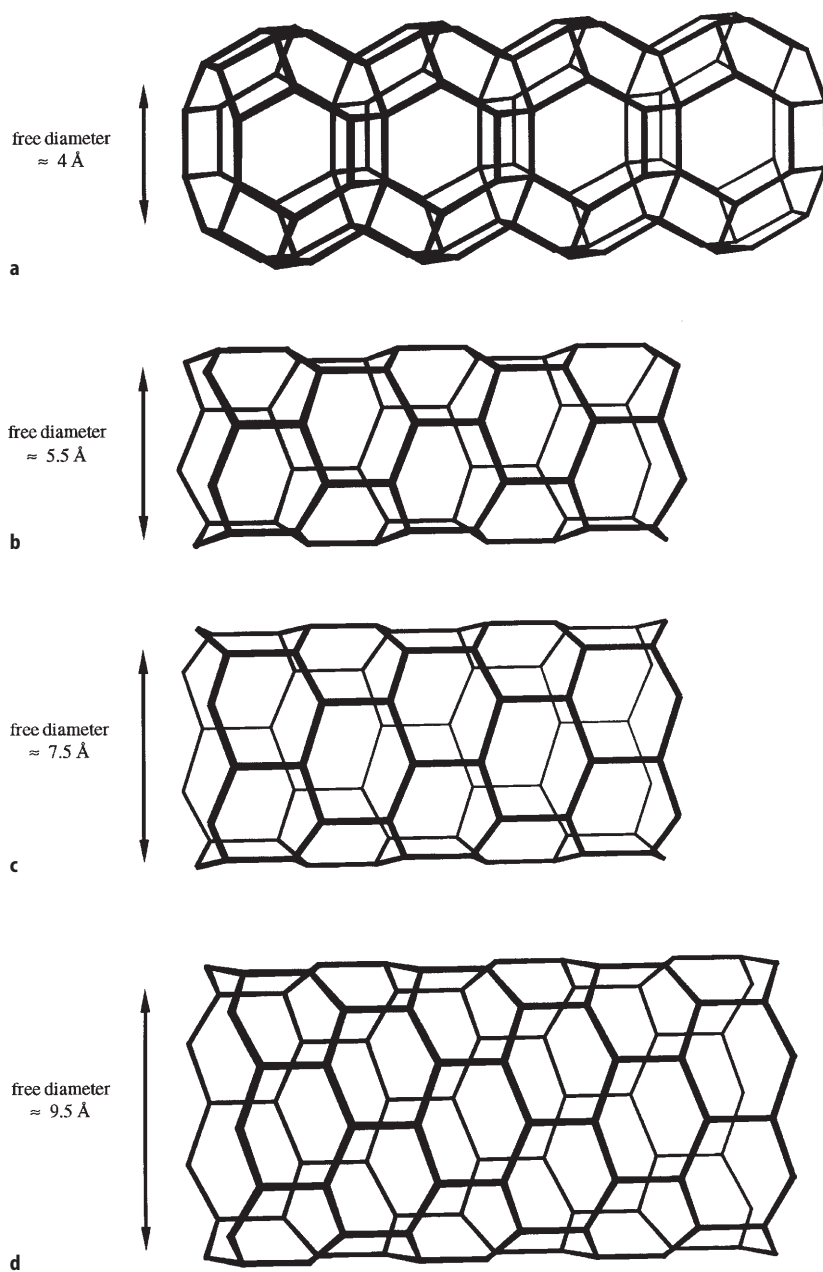 free diameter
≈ 4 Å
a
free diameter
≈ 5.5 Å
b
free diameter
≈ 7.5 Å
c
free diameter
≈ 9.5 Å
d